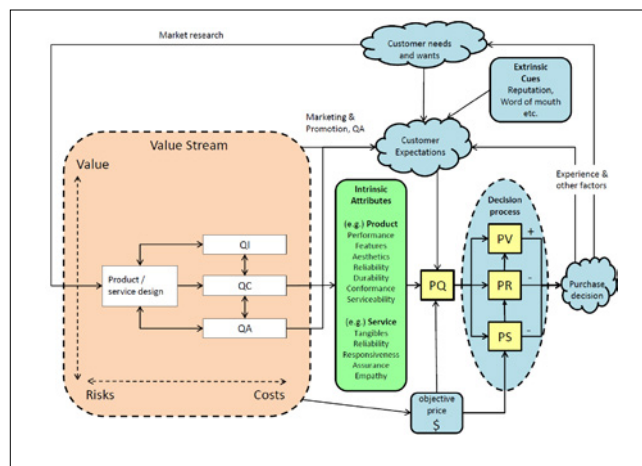 Market research
Customer needs
and wants
Extrinsic
Cues
Reputation,
Word of mouth
etc.
Marketing &
Promotion, QA
Customer
Expectations
Value Stream
Value
Experience &
other factors
Intrinsic
Attributes
(e.g.) Product
Performance
Features
Aesthetics
Reliability
Durability
Conformance
Serviceability
(e.g.) Service
Tangibles
Reliability
Responsiveness
Assurance
Empathy
Decision
process
QI
QC
QA
Product /
service design
PQ
PV
+
PR
-
PS
-
Purchase
decision
Risks
Costs
objective
price
$